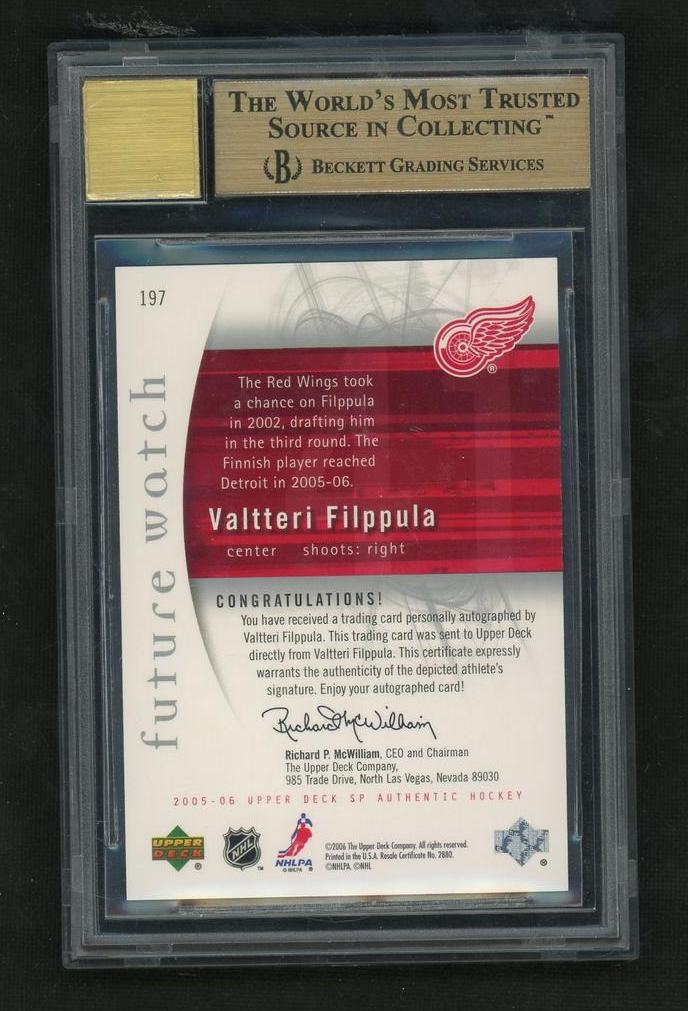 THE WORLD'S MOST TRUSTED
SOURCE IN COLLECTING™
B BECKETT GRADING SERVICES
197
future watch
The Red Wings took
a chance on Filppula
in 2002, drafting him
in the third round. The
Finnish player reached
Detroit in 2005-06.
Valtteri Filppula
center shoots: right
CONGRATULATIONS!
You have received a trading card personally autographed by
Valtteri Filppula. This trading card was sent to Upper Deck
directly from Valtteri Filppula. This certificate expressly
warrants the authenticity of the depicted athlete's
signature. Enjoy your autographed card!
Richard P. McWilliam
Richard P. McWilliam, CEO and Chairman
The Upper Deck Company,
985 Trade Drive, North Las Vegas, Nevada 89030
2005-06 UPPER DECK SP AUTHENTIC HOCKEY
UPPER DECK ®
NHL ™
NHLPA
© NHLPA ®
©2006 The Upper Deck Company. All rights reserved.
Printed in the U.S.A. Resale Certificate No. 2880.
©NHLPA. ©NHL